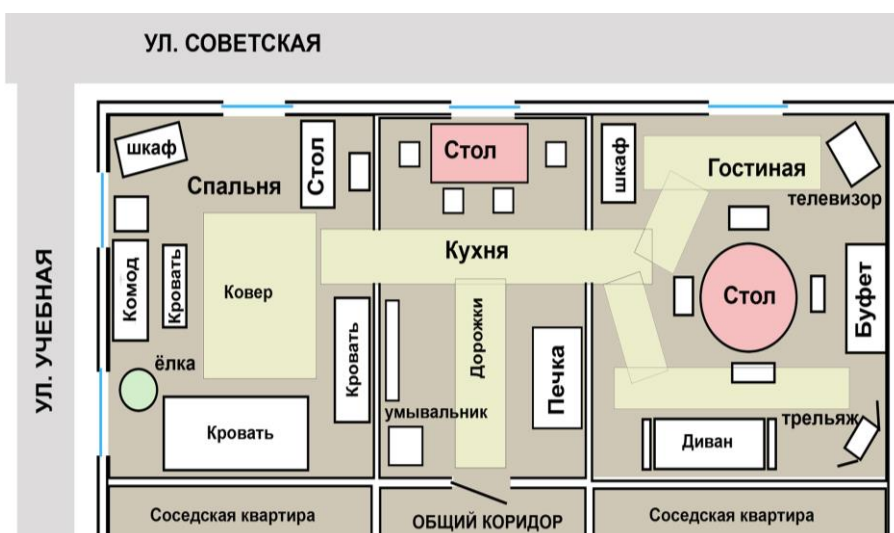 УЛ. СОВЕТСКАЯ
УЛ. УЧЕБНАЯ
шкаф
Спальня
Стол
Комод
Кровать
Ковер
ёлка
Кровать
Кровать
Стол
Кухня
Дорожки
умывальник
Печка
шкаф
Гостиная
телевизор
Стол
Буфет
трельяж
Диван
Соседская квартира
ОБЩИЙ КОРИДОР
Соседская квартира